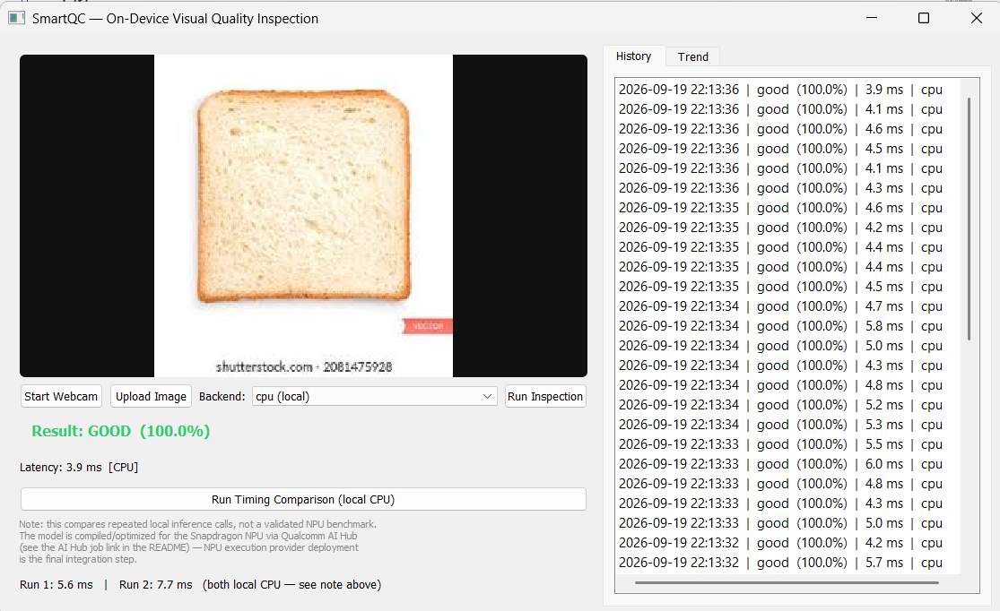 SmartQC — On-Device Visual Quality Inspection
VECTOR
shutterstock.com · 2081475928
Start Webcam Upload Image Backend: cpu (local) Run Inspection
Result: GOOD (100.0%)
Latency: 3.9 ms [CPU]
Run Timing Comparison (local CPU)
Note: this compares repeated local inference calls, not a validated NPU benchmark.
The model is compiled/optimized for the Snapdragon NPU via Qualcomm AI Hub
(see the AI Hub job link in the README) — NPU execution provider deployment
is the final integration step.
Run 1: 5.6 ms | Run 2: 7.7 ms (both local CPU — see note above)
History Trend
2026-09-19 22:13:36 | good (100.0%) | 3.9 ms | cpu
2026-09-19 22:13:36 | good (100.0%) | 4.1 ms | cpu
2026-09-19 22:13:36 | good (100.0%) | 4.6 ms | cpu
2026-09-19 22:13:36 | good (100.0%) | 4.5 ms | cpu
2026-09-19 22:13:36 | good (100.0%) | 4.1 ms | cpu
2026-09-19 22:13:36 | good (100.0%) | 4.3 ms | cpu
2026-09-19 22:13:35 | good (100.0%) | 4.6 ms | cpu
2026-09-19 22:13:35 | good (100.0%) | 4.2 ms | cpu
2026-09-19 22:13:35 | good (100.0%) | 4.4 ms | cpu
2026-09-19 22:13:35 | good (100.0%) | 4.4 ms | cpu
2026-09-19 22:13:35 | good (100.0%) | 4.5 ms | cpu
2026-09-19 22:13:34 | good (100.0%) | 4.7 ms | cpu
2026-09-19 22:13:34 | good (100.0%) | 5.8 ms | cpu
2026-09-19 22:13:34 | good (100.0%) | 5.0 ms | cpu
2026-09-19 22:13:34 | good (100.0%) | 4.3 ms | cpu
2026-09-19 22:13:34 | good (100.0%) | 4.8 ms | cpu
2026-09-19 22:13:34 | good (100.0%) | 5.2 ms | cpu
2026-09-19 22:13:34 | good (100.0%) | 5.3 ms | cpu
2026-09-19 22:13:33 | good (100.0%) | 5.5 ms | cpu
2026-09-19 22:13:33 | good (100.0%) | 6.0 ms | cpu
2026-09-19 22:13:33 | good (100.0%) | 4.8 ms | cpu
2026-09-19 22:13:33 | good (100.0%) | 4.3 ms | cpu
2026-09-19 22:13:33 | good (100.0%) | 5.0 ms | cpu
2026-09-19 22:13:32 | good (100.0%) | 4.2 ms | cpu
2026-09-19 22:13:32 | good (100.0%) | 5.7 ms | cpu